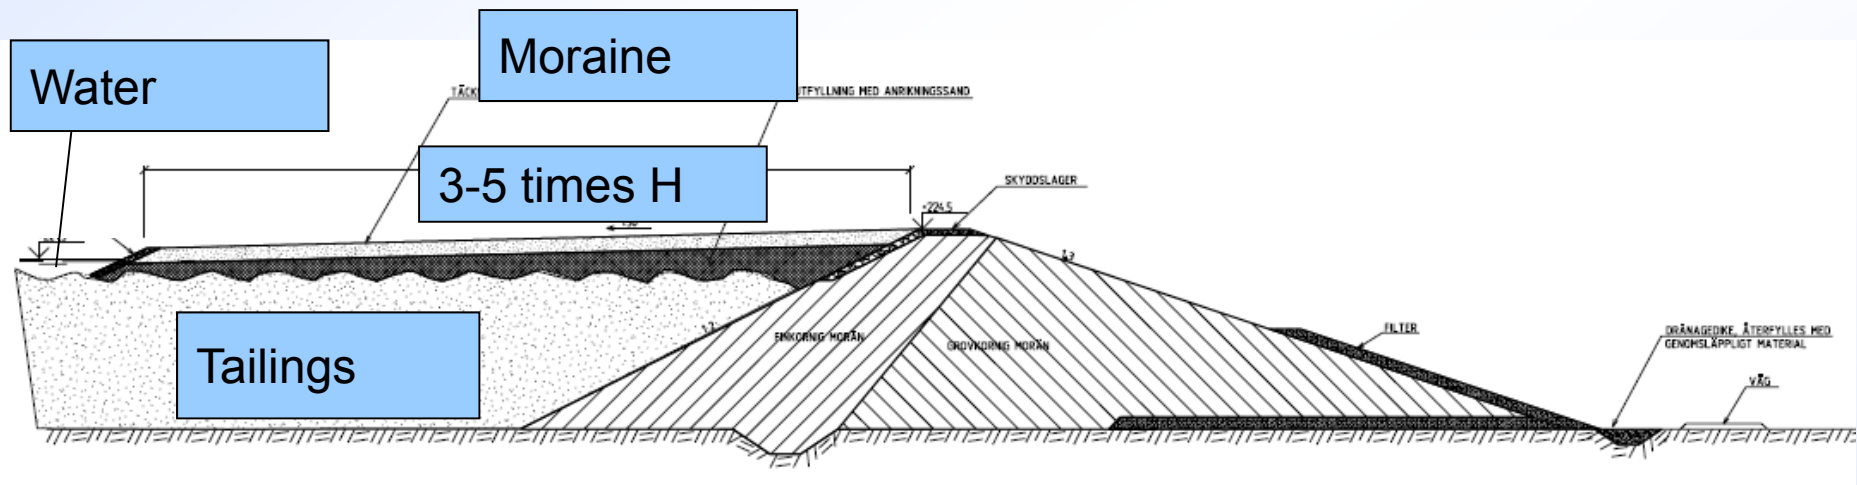 Water
Moraine
TÄCK
UTFYLLNING MED ANRIKNINGSSAND
3-5 times H
SKYDDSLAGER
+224.5
FINKORNIG MORÄN
GROVKORNIG MORÄN
FILTER
DRÄNAGEDIKE, ÅTERFYLLES MED
GENOMSLÄPPLIGT MATERIAL
VÄG
Tailings